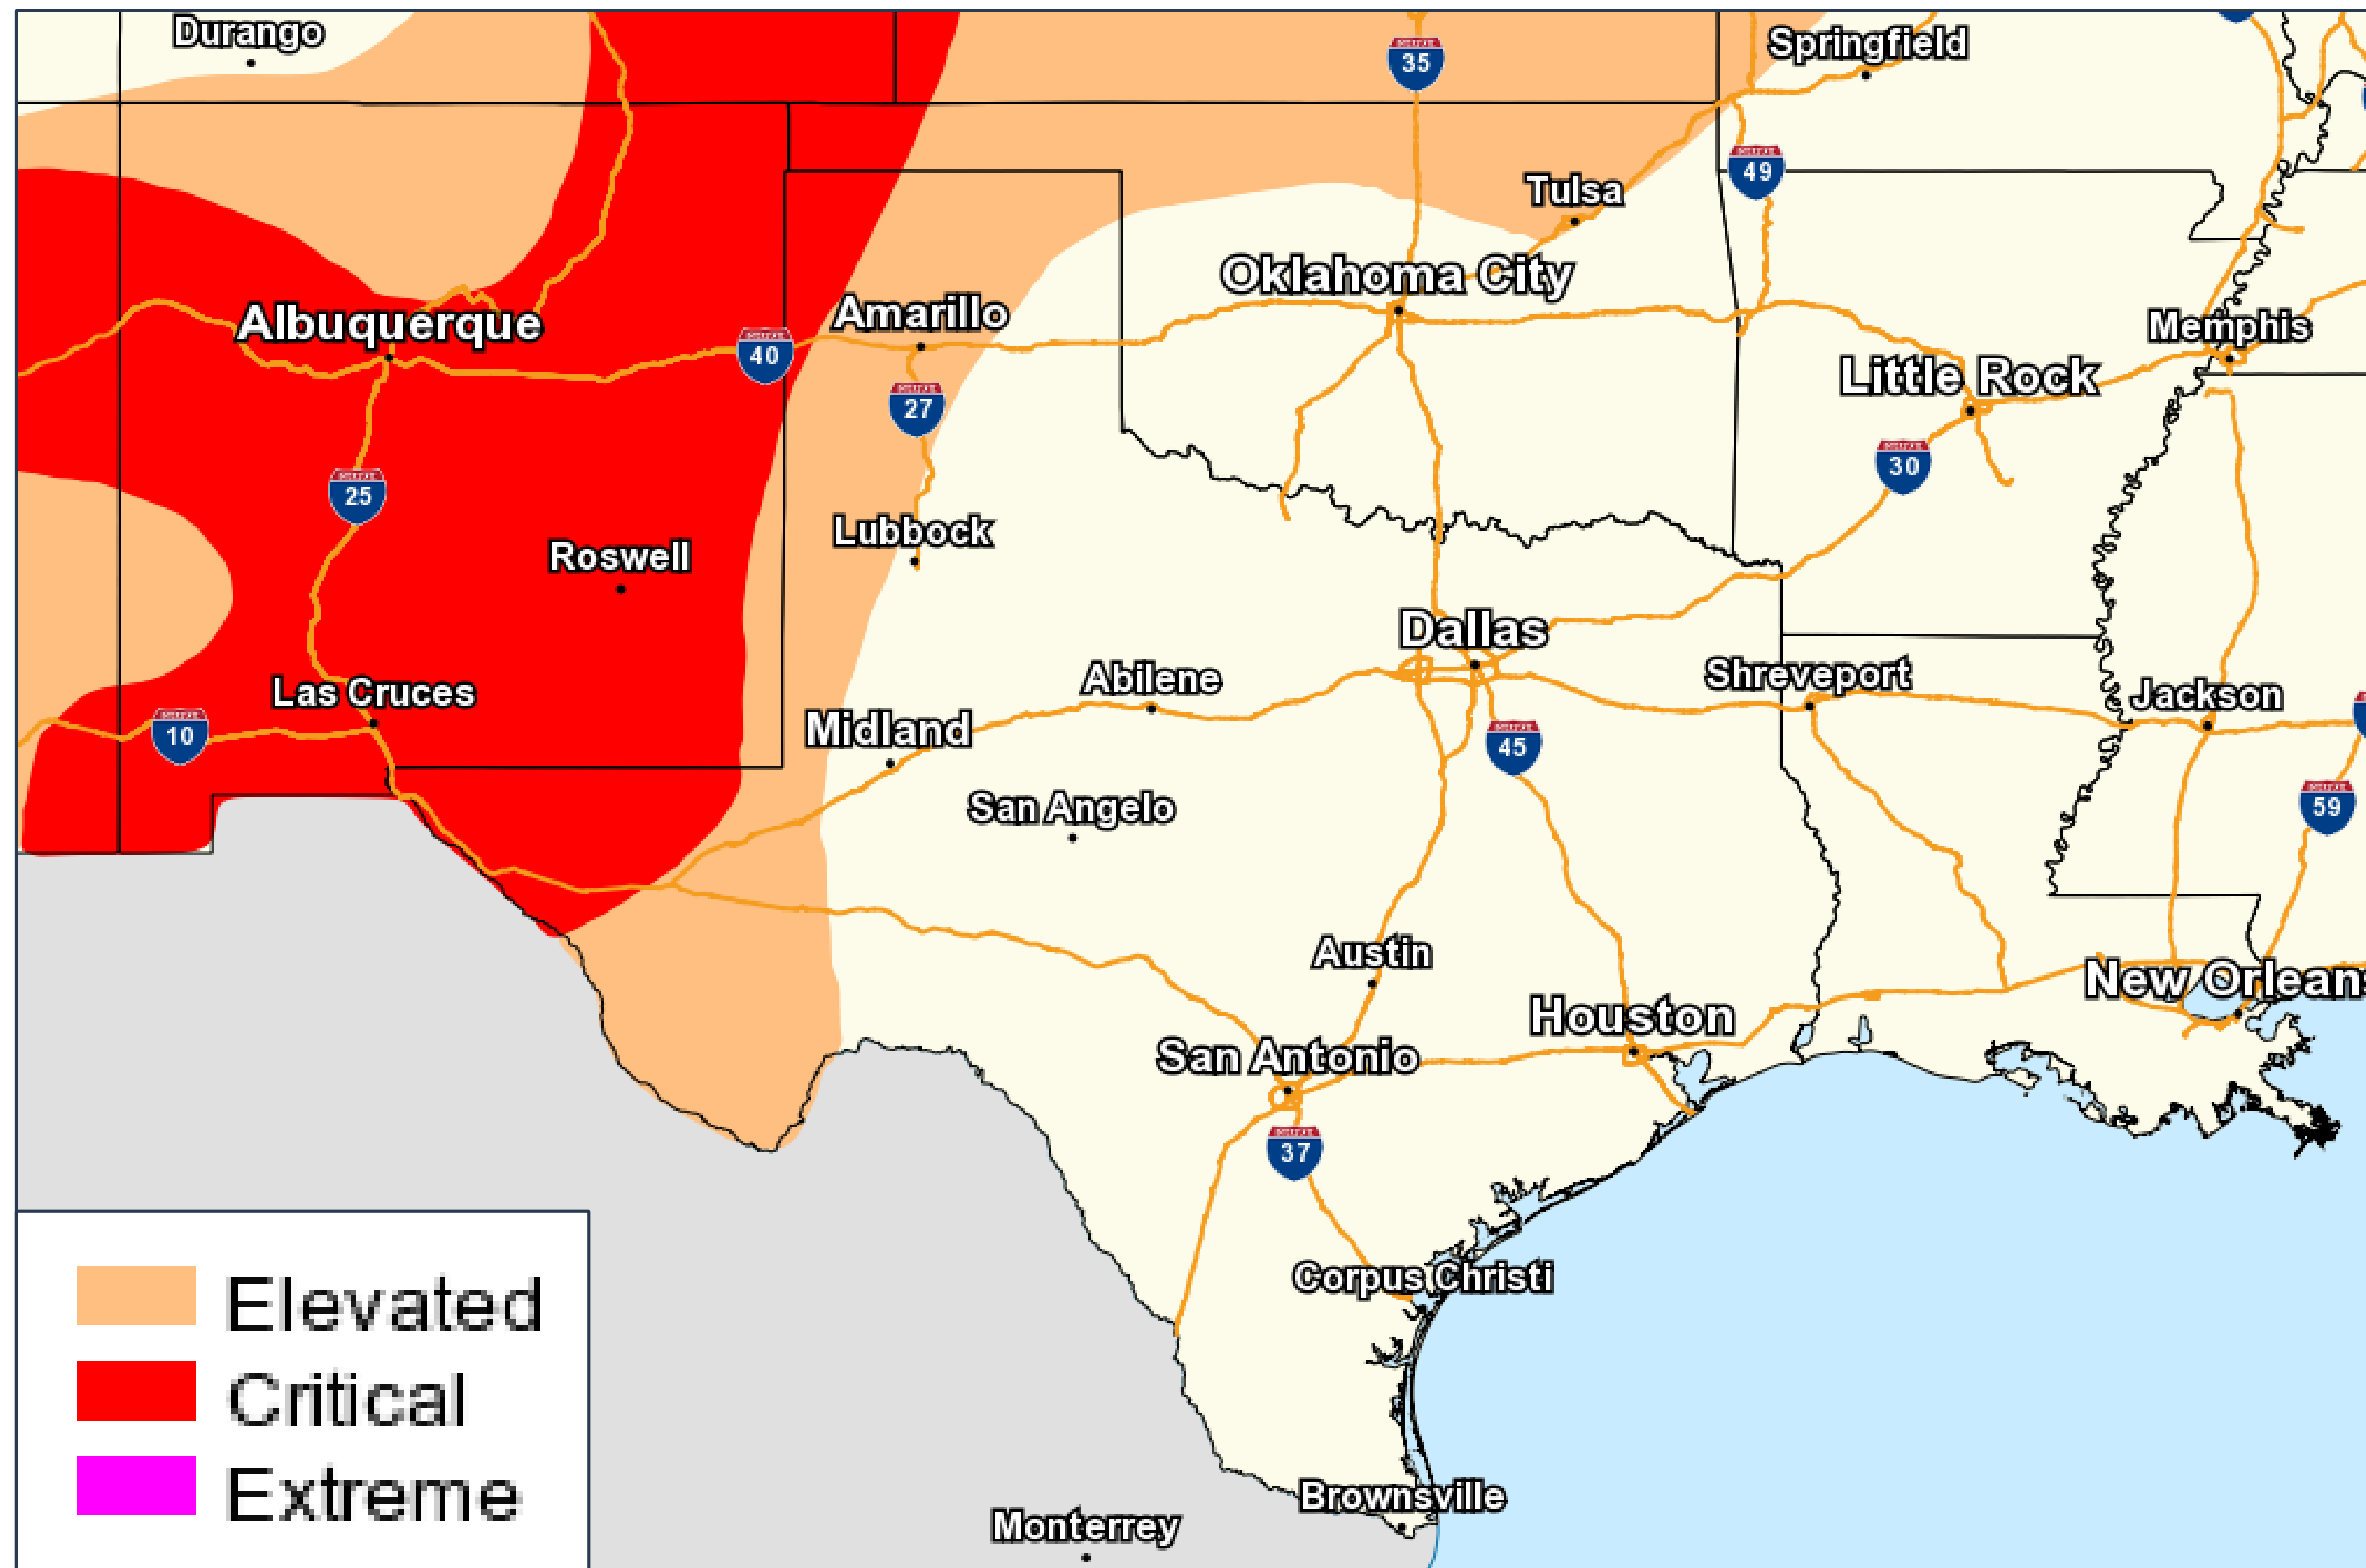 Durango
Springfield
35
49
Tulsa
Oklahoma City
Albuquerque
Amarillo
40
Memphis
27
Little Rock
30
25
Lubbock
Roswell
Dallas
Abilene
Shreveport
Las Cruces
Jackson
10
Midland
45
San Angelo
59
Austin
New Orleans
Houston
San Antonio
37
Corpus Christi
Elevated
Critical
Extreme
Brownsville
Monterrey